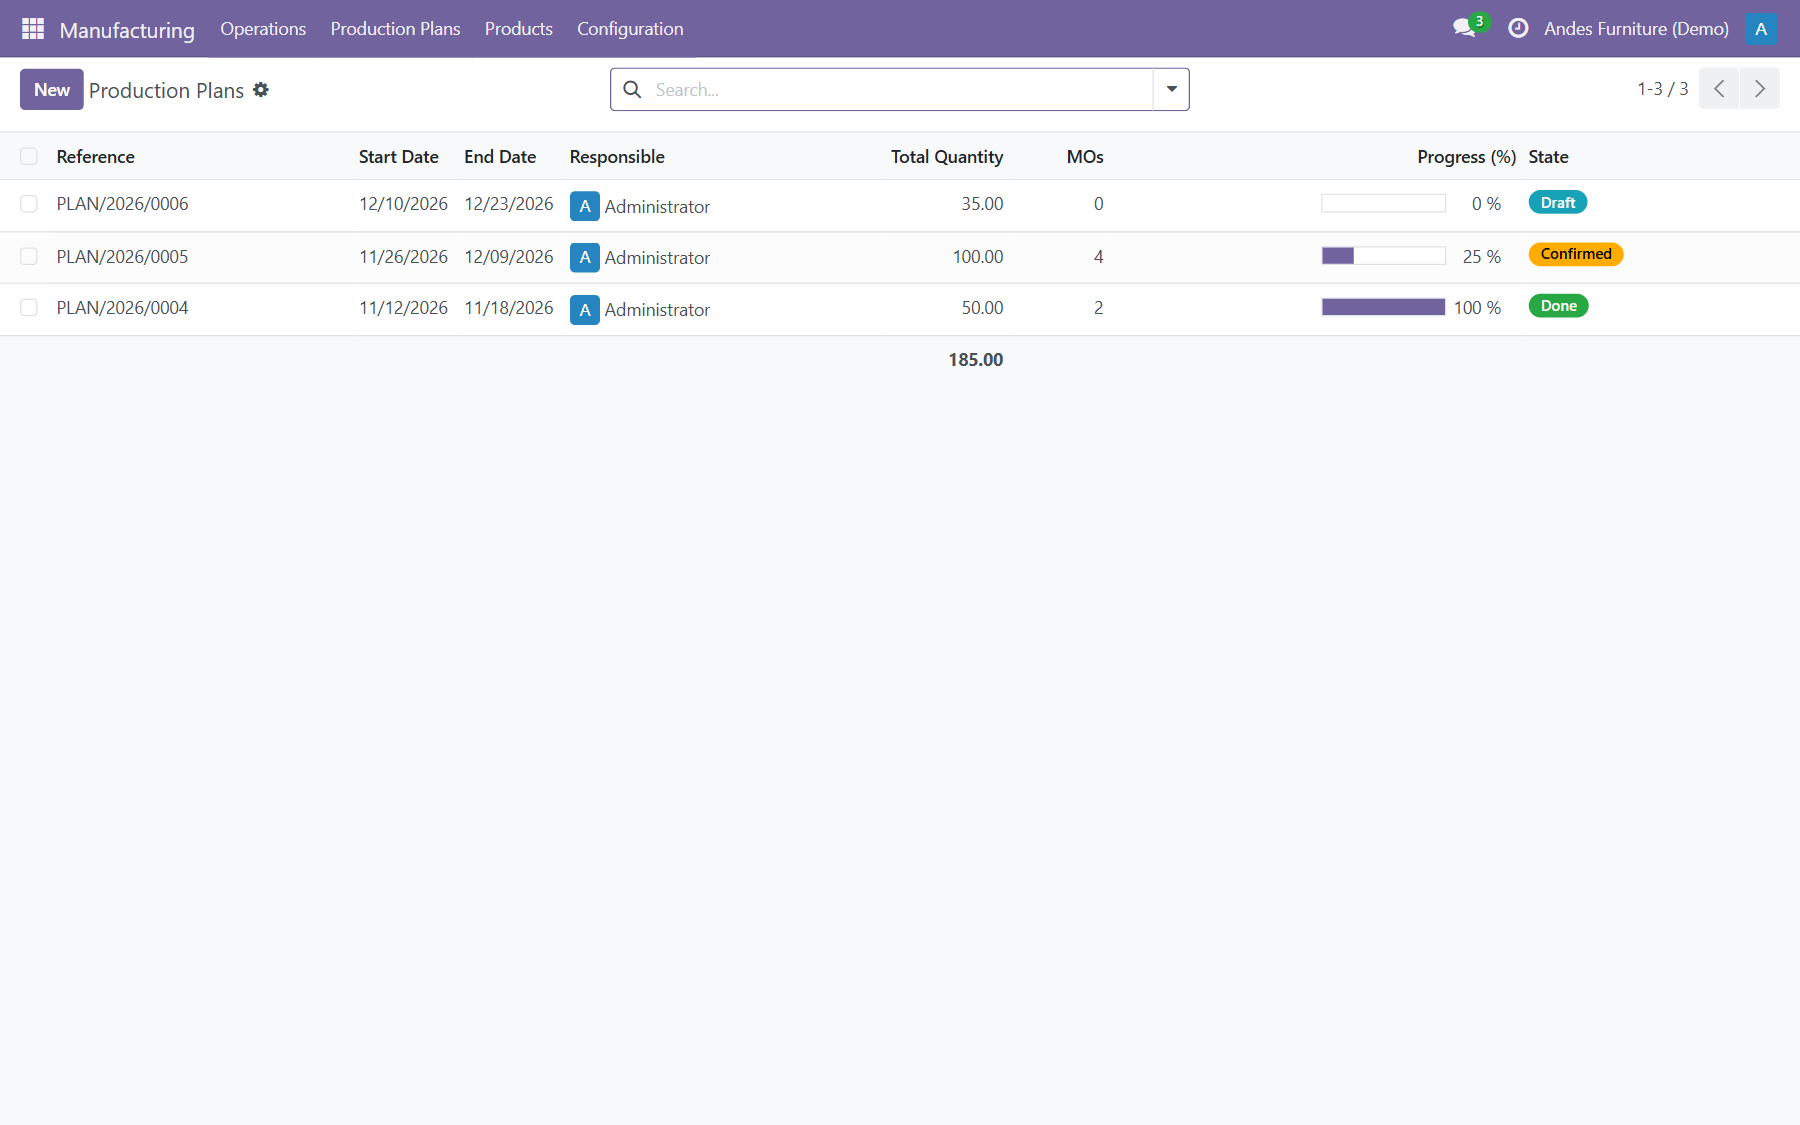 Manufacturing Operations Production Plans Products Configuration 3 Andes Furniture (Demo) A
New Production Plans Search... 1-3 / 3
Reference Start Date End Date Responsible Total Quantity MOs Progress (%) State
PLAN/2026/0006 12/10/2026 12/23/2026 A Administrator 35.00 0 0 % Draft
PLAN/2026/0005 11/26/2026 12/09/2026 A Administrator 100.00 4 25 % Confirmed
PLAN/2026/0004 11/12/2026 11/18/2026 A Administrator 50.00 2 100 % Done
185.00